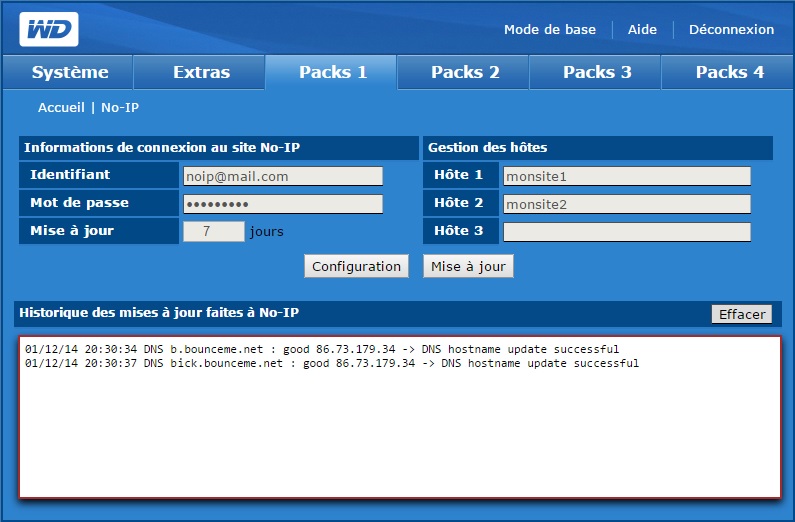 WD
Mode de base | Aide | Déconnexion
Système Extras Packs 1 Packs 2 Packs 3 Packs 4
Accueil | No-IP
Informations de connexion au site No-IP Gestion des hôtes
Identifiant noip@mail.com Hôte 1 monsite1
Mot de passe ●●●●●●●●● Hôte 2 monsite2
Mise à jour 7 jours Hôte 3
Configuration Mise à jour
Historique des mises à jour faites à No-IP Effacer
01/12/14 20:30:34 DNS b.bounceme.net : good 86.73.179.34 -> DNS hostname update successful
01/12/14 20:30:37 DNS bick.bounceme.net : good 86.73.179.34 -> DNS hostname update successful